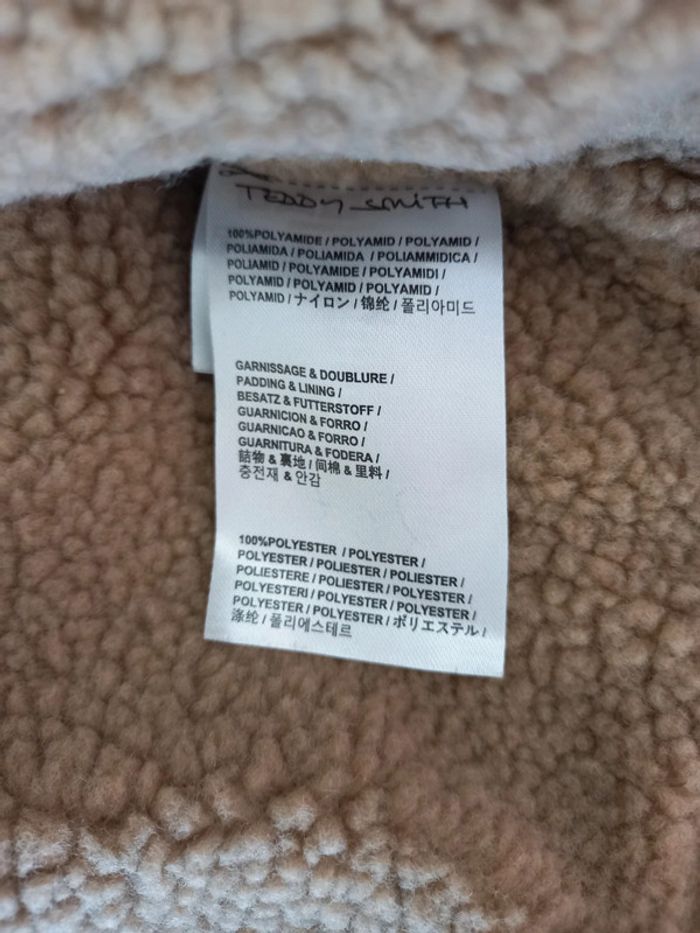 TEDDY SMITH
100%POLYAMIDE / POLYAMID / POLYAMID /
POLIAMIDA / POLIAMIDA / POLIAMMIDICA /
POLIAMID / POLYAMIDE / POLYAMIDI /
POLYAMID / POLYAMID / POLYAMID /
POLYAMID / ナイロン / 锦纶 / 폴리아미드
GARNISSAGE & DOUBLURE /
PADDING & LINING /
BESATZ & FUTTERSTOFF /
GUARNICION & FORRO /
GUARNICAO & FORRO /
GUARNITURA & FODERA /
詰物 & 裏地 / 间棉 & 里料 /
충전재 & 안감
100%POLYESTER / POLYESTER /
POLYESTER / POLIESTER / POLIESTER /
POLIESTERE / POLIESTER / POLYESTER /
POLYESTERI / POLYESTER / POLYESTER /
POLYESTER / POLYESTER / ポリエステル /
涤纶 / 폴리에스테르